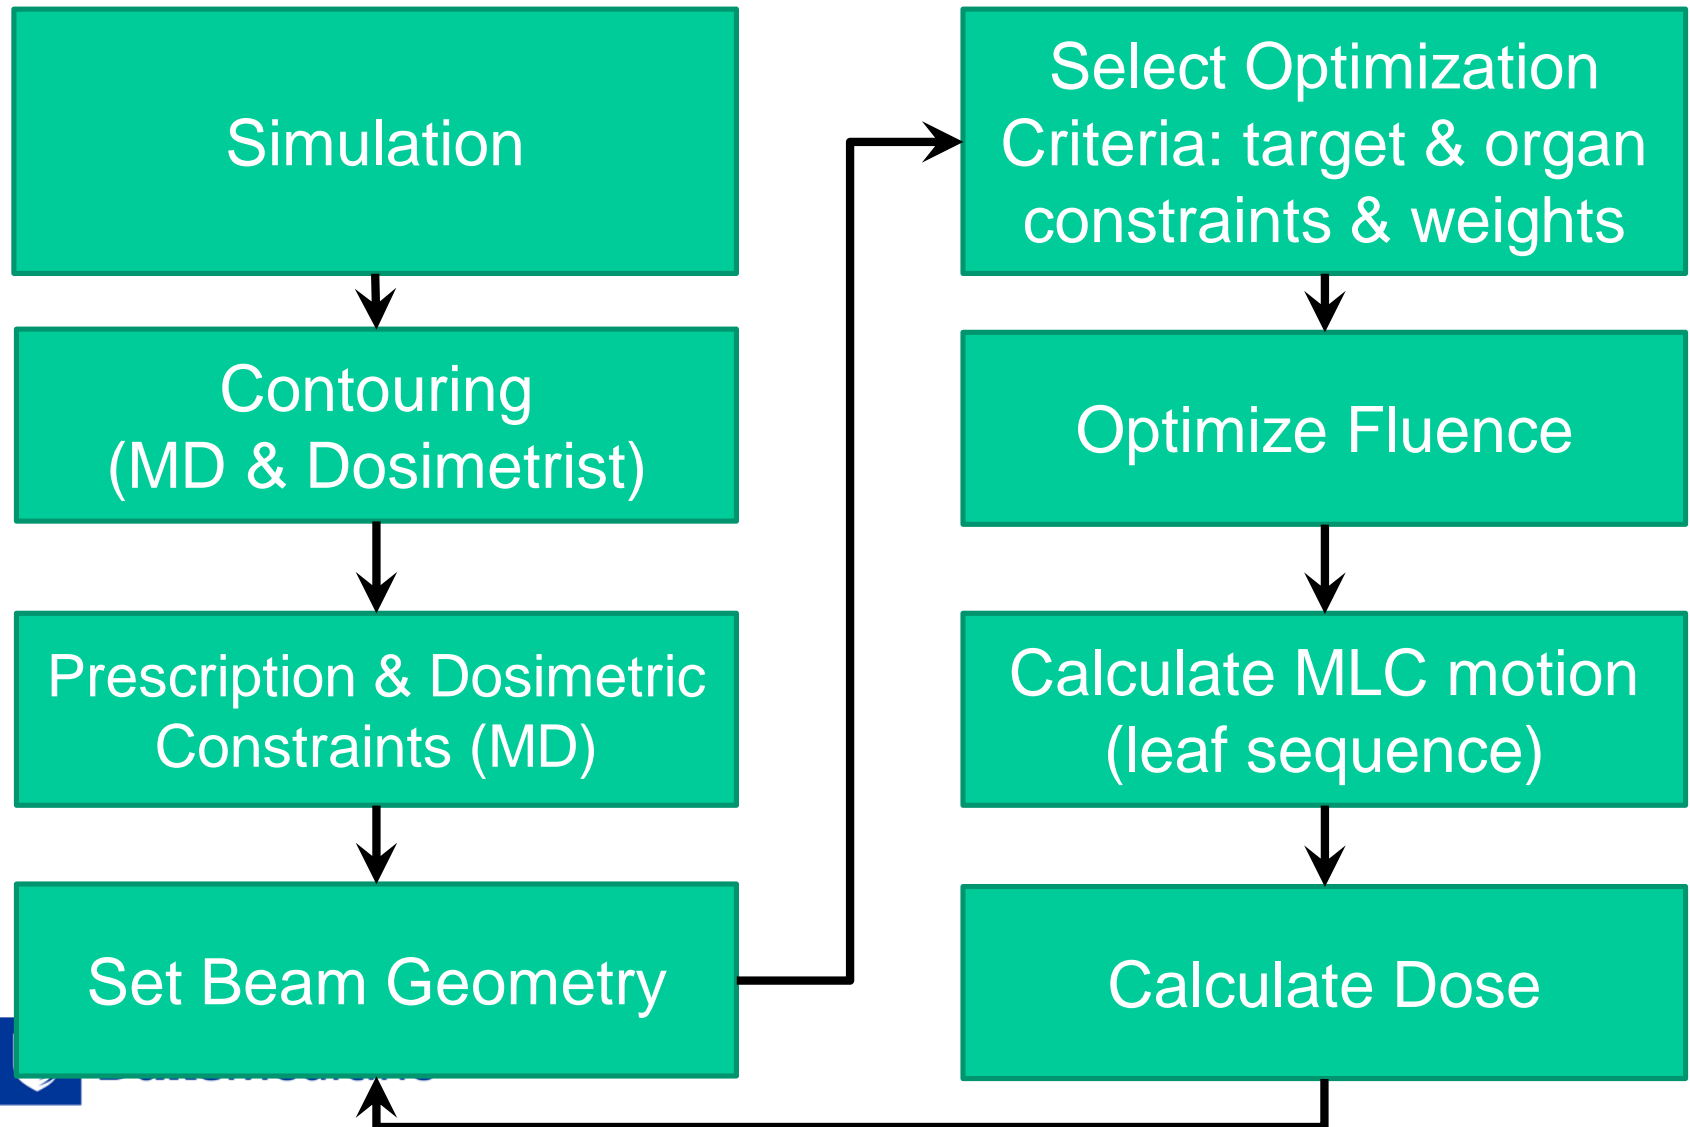 Simulation
Contouring
(MD & Dosimetrist)
Prescription & Dosimetric
Constraints (MD)
Set Beam Geometry
Select Optimization
Criteria: target & organ
constraints & weights
Optimize Fluence
Calculate MLC motion
(leaf sequence)
Calculate Dose